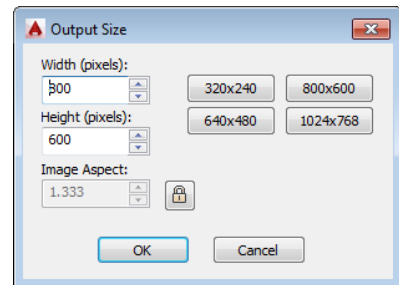 Output Size
Width (pixels):
800
320x240 800x600
Height (pixels):
640x480 1024x768
600
Image Aspect:
1.333
OK Cancel